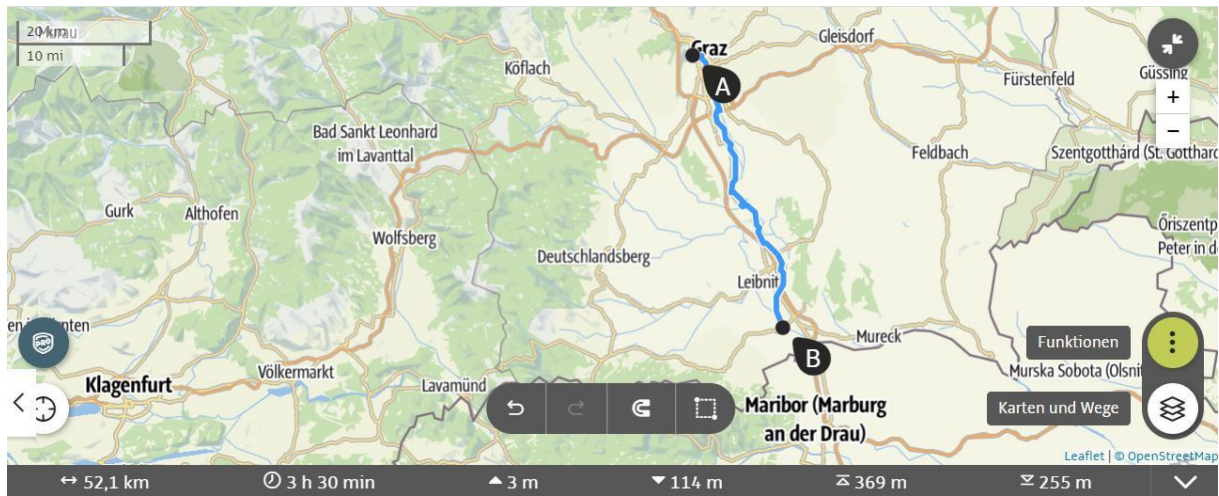 20 km
10 mi
Graz
Gleisdorf
Köflach
Fürstenfeld
Güssing
A
+
−
Bad Sankt Leonhard
im Lavanttal
Feldbach
Szentgotthárd (St. Gotthard
Gurk
Althofen
Wolfsberg
Deutschlandsberg
Őriszentp
Peter in d
Leibnit
PRO
Funktionen
Mureck
B
Völkermarkt
Murska Sobota (Olsnit
Klagenfurt
Lavamünd
Maribor (Marburg
an der Drau)
Karten und Wege
Leaflet | © OpenStreetMap
52,1 km
3 h 30 min
3 m
114 m
369 m
255 m